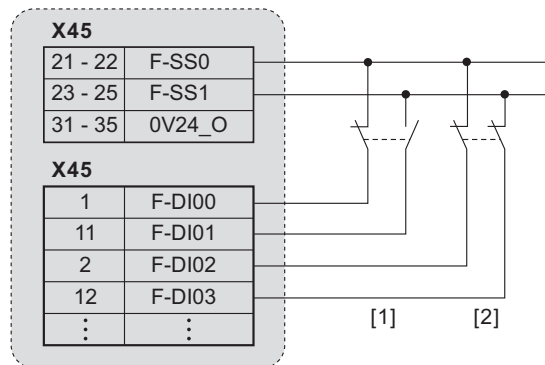 X45
21 - 22 F-SS0
23 - 25 F-SS1
31 - 35 0V24_O
X45
1 F-DI00
11 F-DI01
2 F-DI02
12 F-DI03
⋮ ⋮
[1] [2]